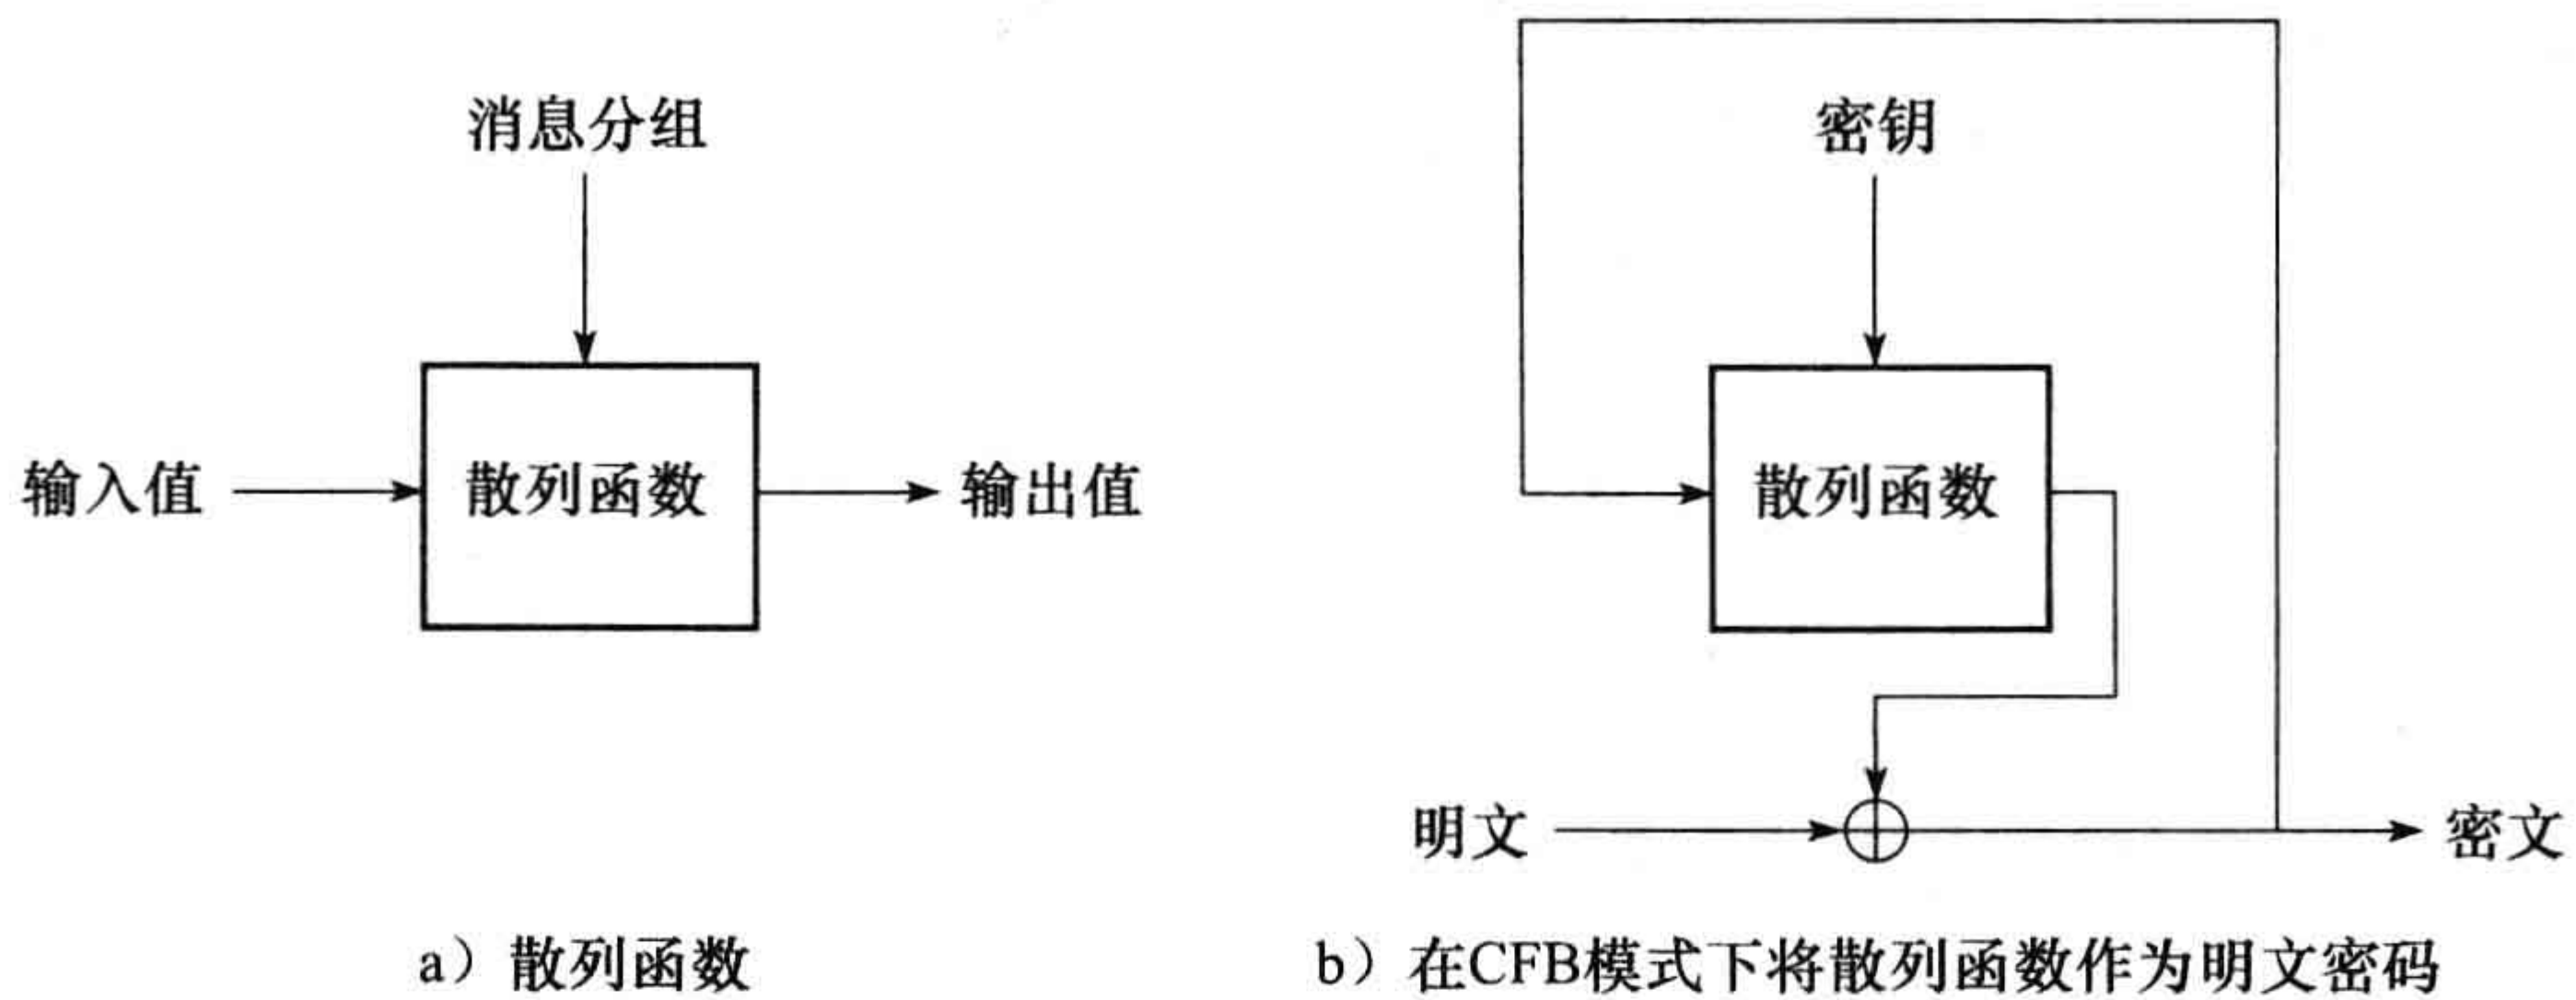 消息分组
输入值
散列函数
输出值
a）散列函数
密钥
散列函数
明文
密文
b）在CFB模式下将散列函数作为明文密码